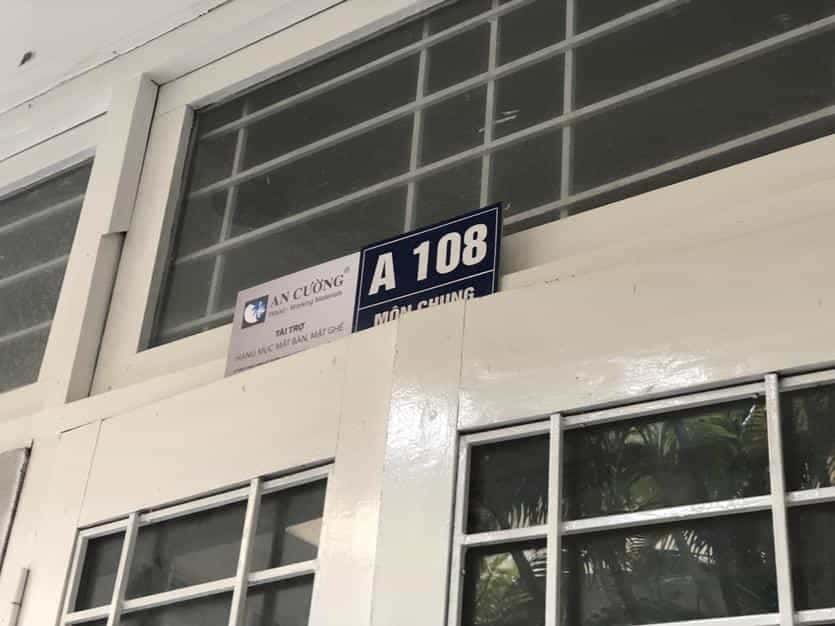 AN CƯỜNG®
Wood - Working Materials
TÀI TRỢ
HẠNG MỤC MẶT BÀN, MẶT GHẾ
A 108
MÔN CHUNG